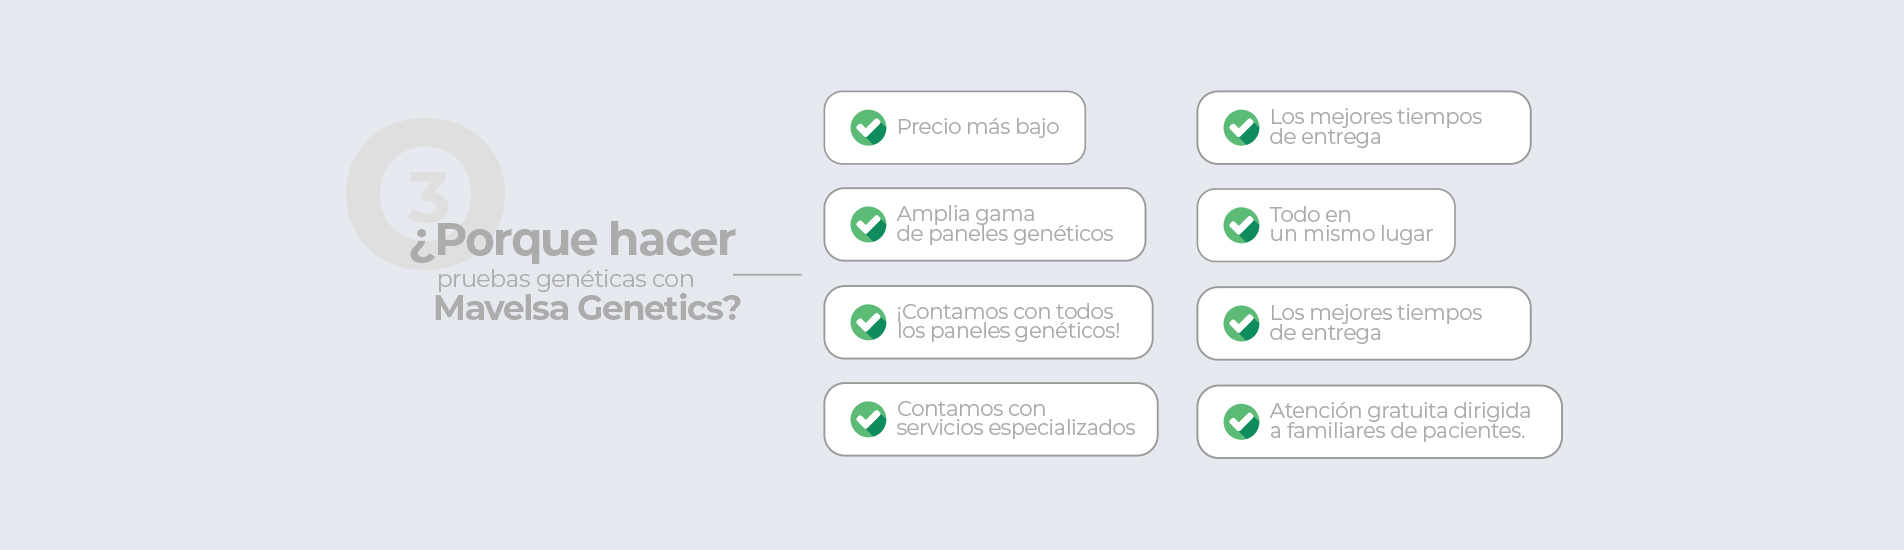 3
¿Porque hacer
pruebas genéticas con
Mavelsa Genetics?
Precio más bajo
Amplia gama
de paneles genéticos
¡Contamos con todos
los paneles genéticos!
Contamos con
servicios especializados
Los mejores tiempos
de entrega
Todo en
un mismo lugar
Los mejores tiempos
de entrega
Atención gratuita dirigida
a familiares de pacientes.